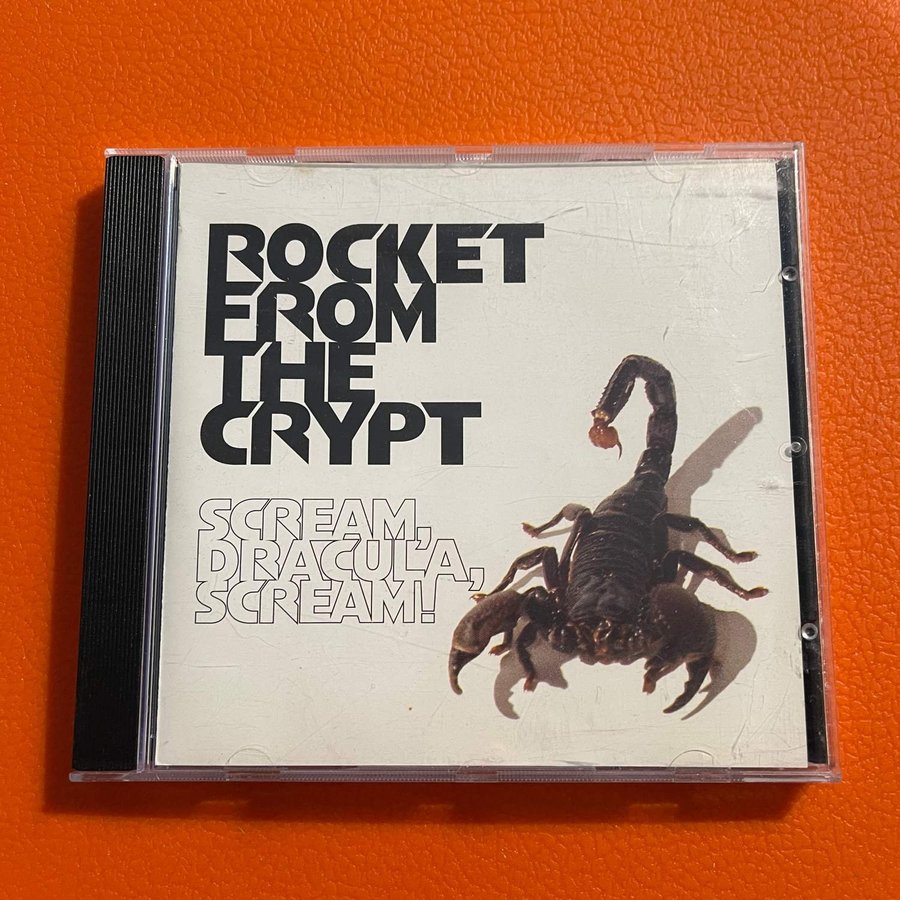 ROCKET
FROM
THE
CRYPT
SCREAM,
DRACULA,
SCREAM!